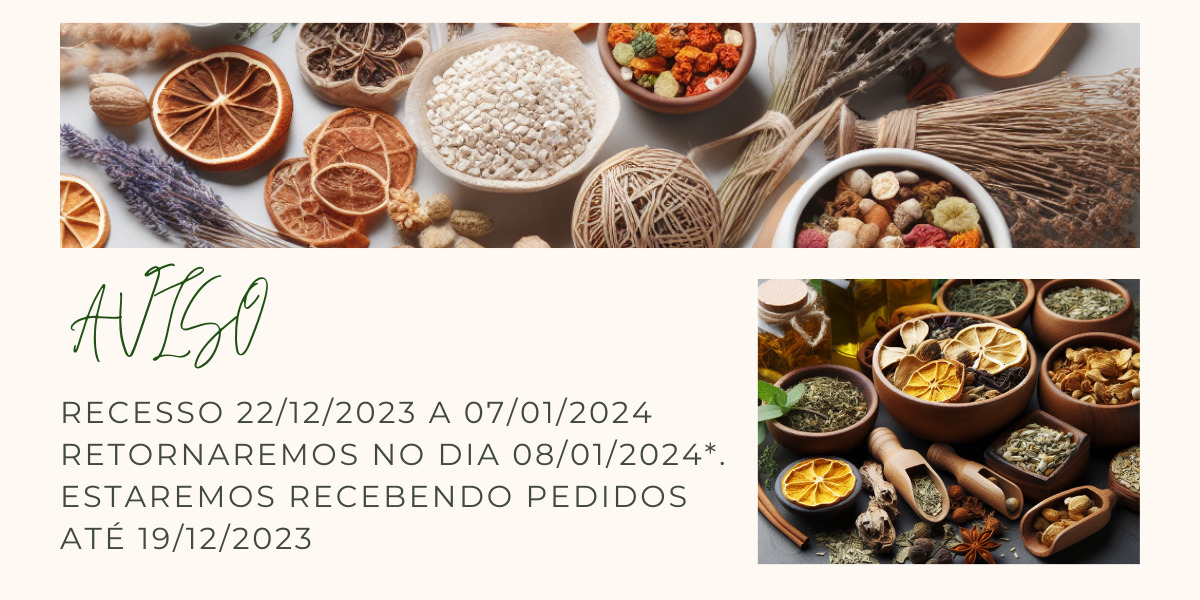 AVISO
RECESSO 22/12/2023 A 07/01/2024
RETORNAREMOS NO DIA 08/01/2024*.
ESTAREMOS RECEBENDO PEDIDOS
ATÉ 19/12/2023